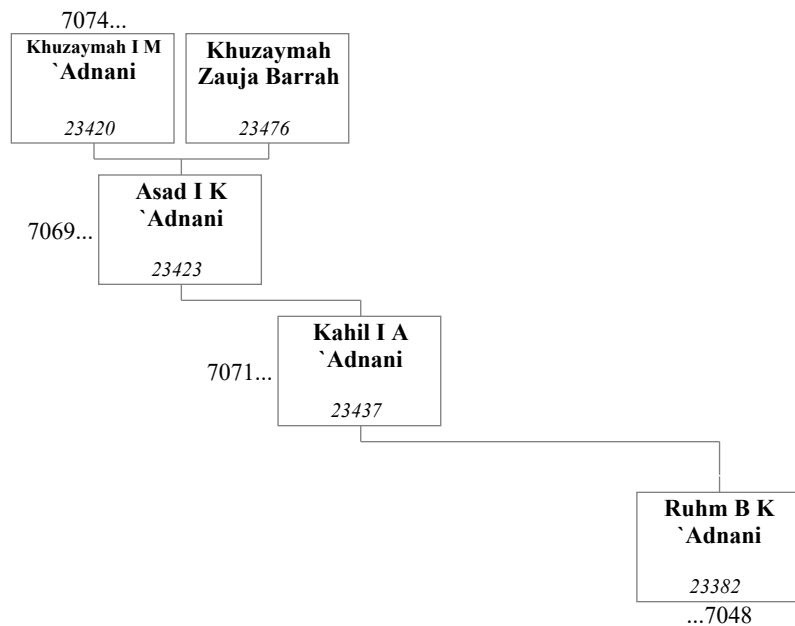 7074...
Khuzaymah I M
`Adnani
23420
Khuzaymah
Zauja Barrah
23476
Asad I K
`Adnani
23423
7069...
Kahil I A
`Adnani
23437
7071...
Ruhm B K
`Adnani
23382
...7048